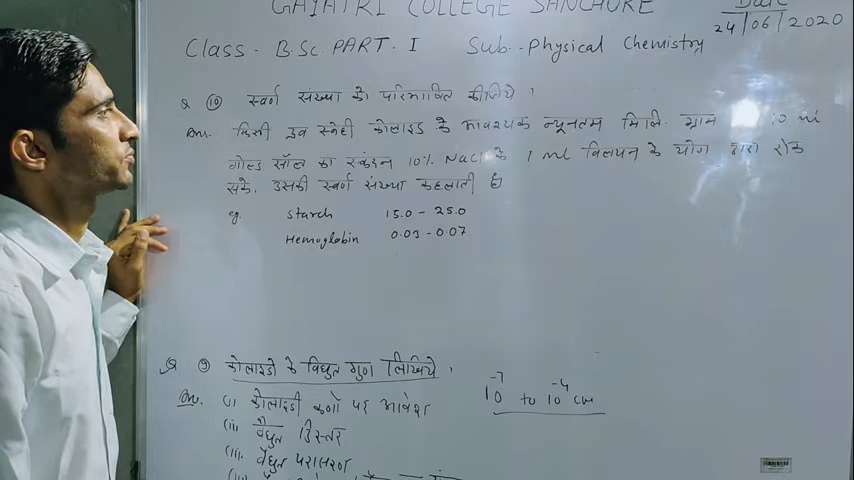 GAYATRI COLLEGE SANCHORE
Date
24/06/2020
Class - B.Sc. PART - I Sub. - Physical Chemistry
Q (10) स्वर्ण संख्या को परिभाषित कीजिये ।
Ans. किसी द्रव स्नेही कोलाइड के आवश्यक न्यूनतम मिली. ग्राम 10 ml
गोल्ड सॉल का स्कंदन 10% NaCl के 1 ml विलयन के योग द्वारा रोक
सके, उसकी स्वर्ण संख्या कहलाती है
eg. Starch 15.0 - 25.0
Hemoglabin 0.03 - 0.07
Q (9) कोलाइडो के विधुत गुण लिखिये ।
10⁻⁷ to 10⁻⁴ cm
Ans. (i) कोलाइडी कणों पर आवेश
(ii) वैधुत द्विस्तर
(iii) वैधुत परासरण